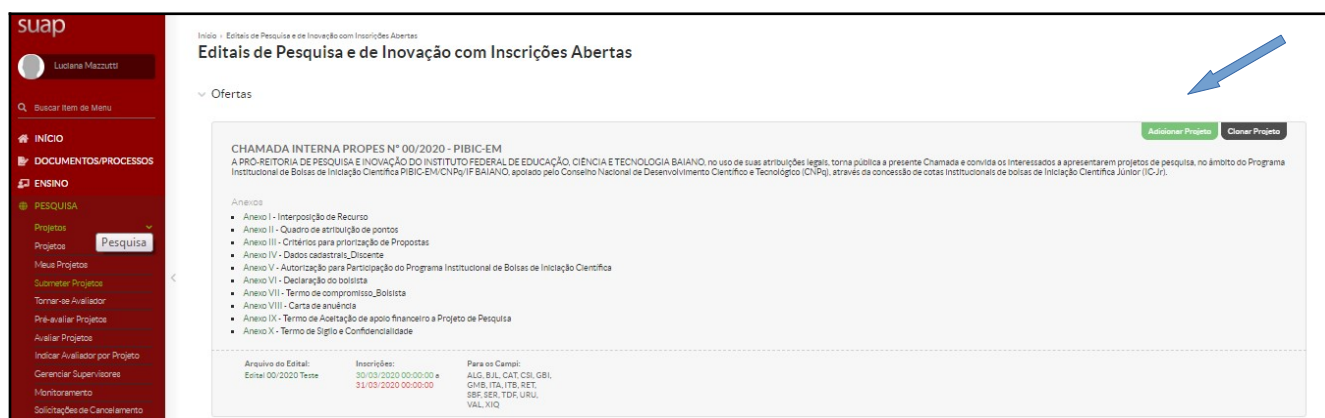 suap
Luciana Mazzutti
Buscar Item de Menu
INÍCIO
DOCUMENTOS/PROCESSOS
ENSINO
PESQUISA
Projetos
Projetos
Pesquisa
Meus Projetos
Submeter Projetos
Tornar-se Avaliador
Pré-avaliar Projetos
Avaliar Projetos
Indicar Avaliador por Projeto
Gerenciar Supervisores
Monitoramento
Solicitações de Cancelamento
Início › Editais de Pesquisa e de Inovação com Inscrições Abertas
Editais de Pesquisa e de Inovação com Inscrições Abertas
Ofertas
Adicionar Projeto Clonar Projeto
CHAMADA INTERNA PROPES Nº 00/2020 - PIBIC-EM
A PRÓ-REITORIA DE PESQUISA E INOVAÇÃO DO INSTITUTO FEDERAL DE EDUCAÇÃO, CIÊNCIA E TECNOLOGIA BAIANO, no uso de suas atribuições legais, torna pública a presente Chamada e convida os interessados a apresentarem projetos de pesquisa, no âmbito do Programa
Institucional de Bolsas de Iniciação Científica PIBIC-EM/CNPq/IF BAIANO, apoiado pelo Conselho Nacional de Desenvolvimento Científico e Tecnológico (CNPq), através da concessão de cotas institucionais de bolsas de Iniciação Científica Júnior (IC-Jr).
Anexos
Anexo I - Interposição de Recurso
Anexo II - Quadro de atribuição de pontos
Anexo III - Critérios para priorização de Propostas
Anexo IV - Dados cadastrais_Discente
Anexo V - Autorização para Participação do Programa Institucional de Bolsas de Iniciação Científica
Anexo VI - Declaração do bolsista
Anexo VII - Termo de compromisso_Bolsista
Anexo VIII - Carta de anuência
Anexo IX - Termo de Aceitação de apoio financeiro a Projeto de Pesquisa
Anexo X - Termo de Sigilo e Confidencialidade
Arquivo do Edital: Inscrições: Para os Campi:
Edital 00/2020 Teste 30/03/2020 00:00:00 a ALG, BJL, CAT, CSI, GBI,
31/03/2020 00:00:00 GMB, ITA, ITB, RET,
SBF, SER, TDF, URU,
VAL, XIQ